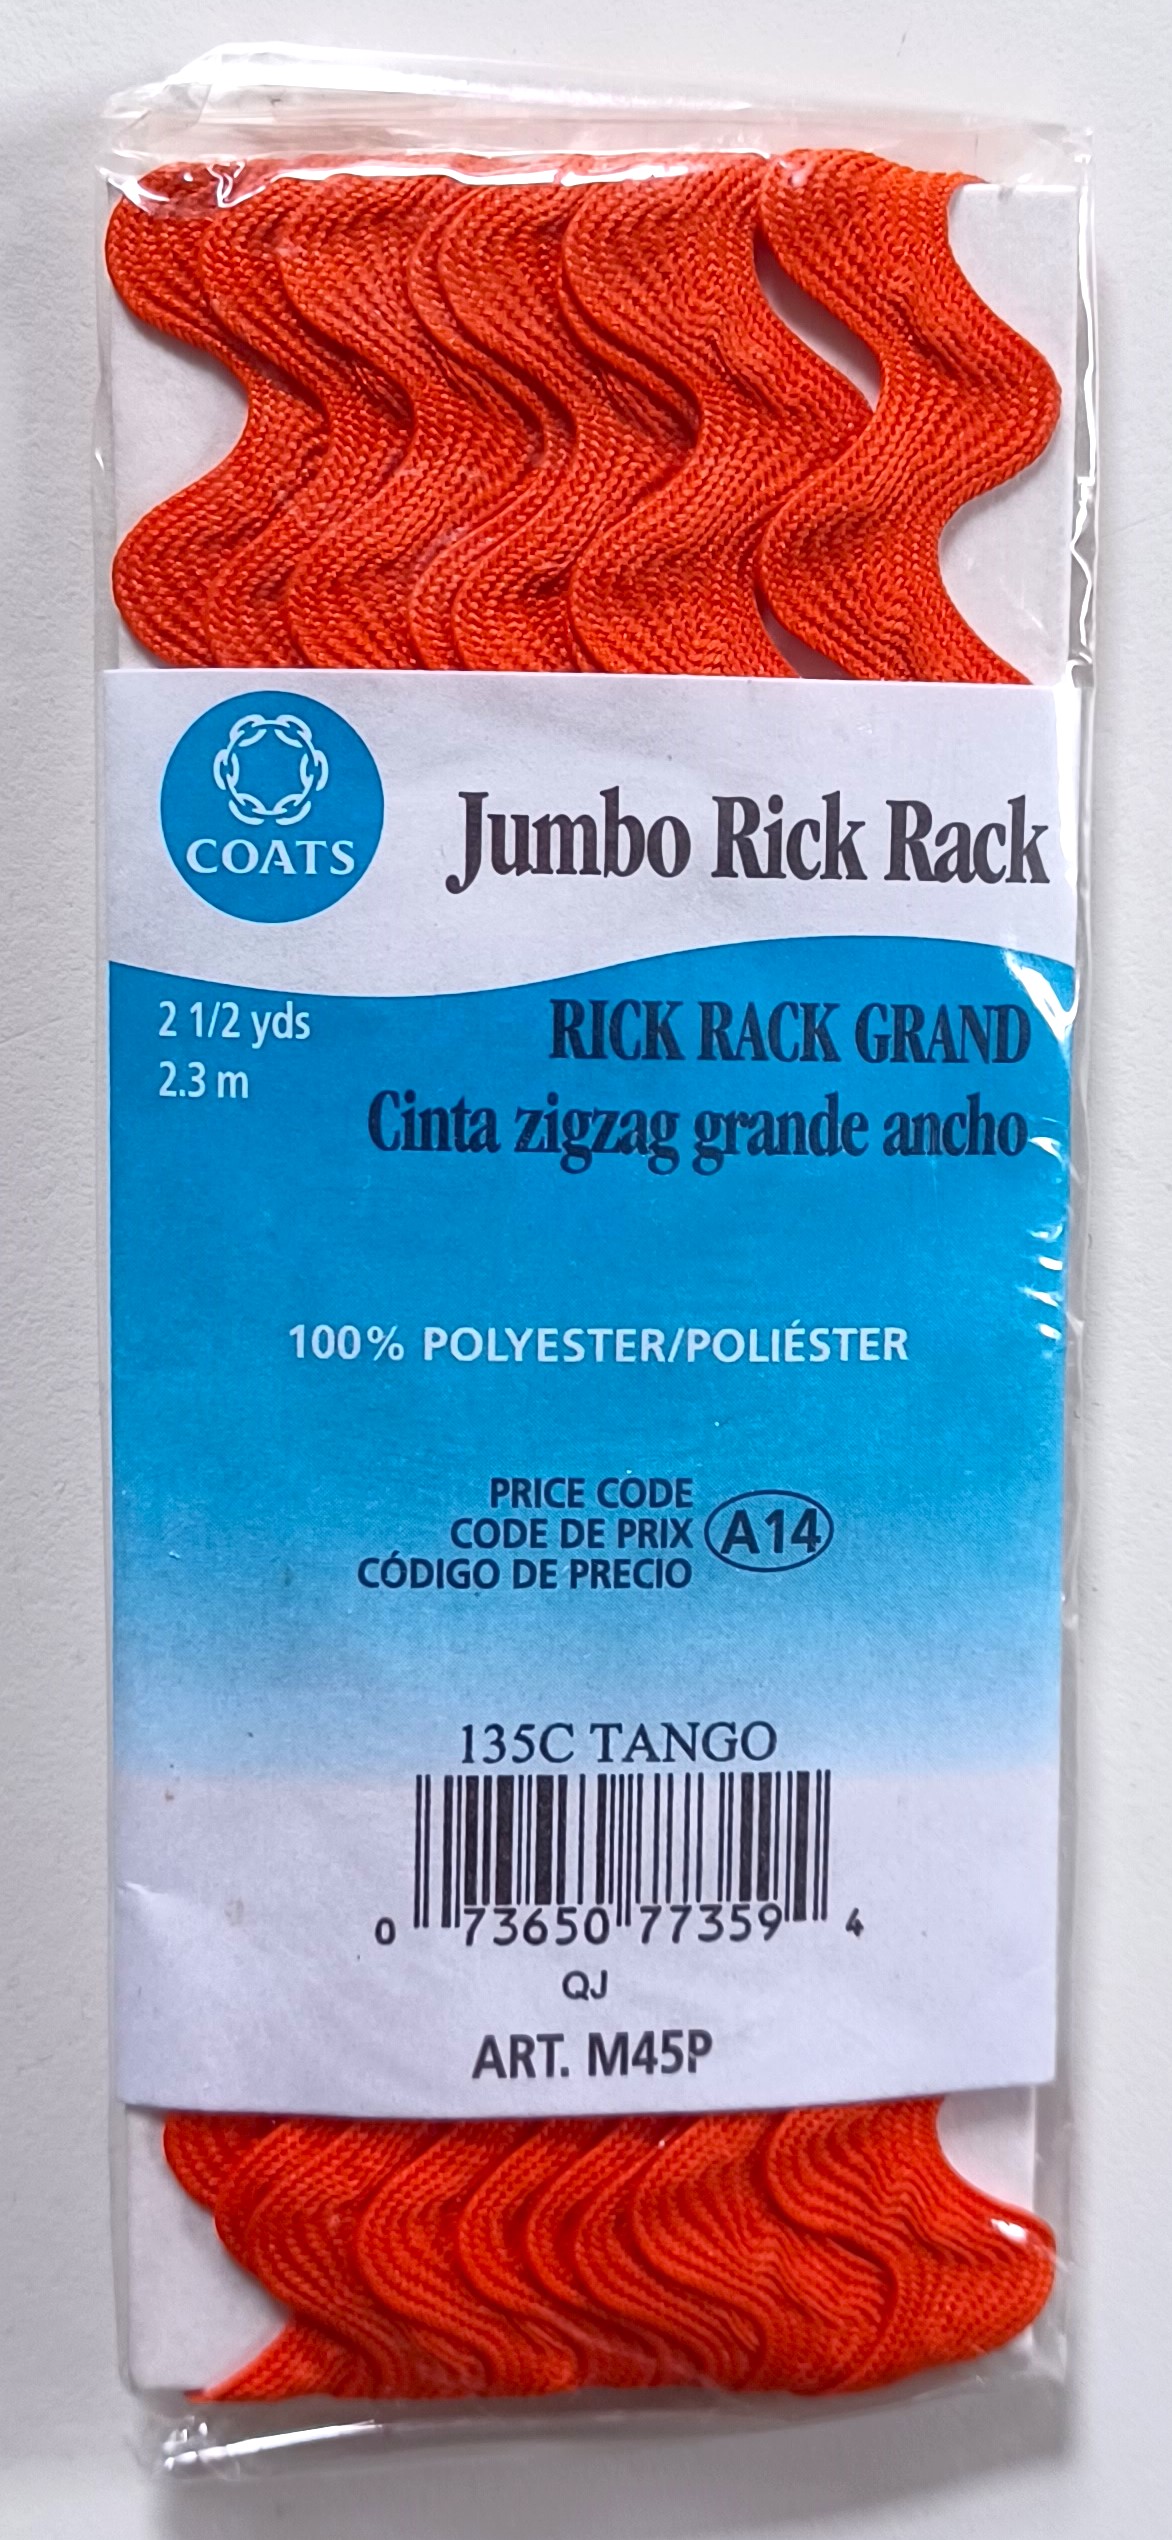 COATS
Jumbo Rick Rack
2 1/2 yds
2.3 m
RICK RACK GRAND
Cinta zigzag grande ancho
100% POLYESTER/POLIÉSTER
PRICE CODE
CODE DE PRIX
CÓDIGO DE PRECIO
A14
135C TANGO
0 73650 77359 4
QJ
ART. M45P